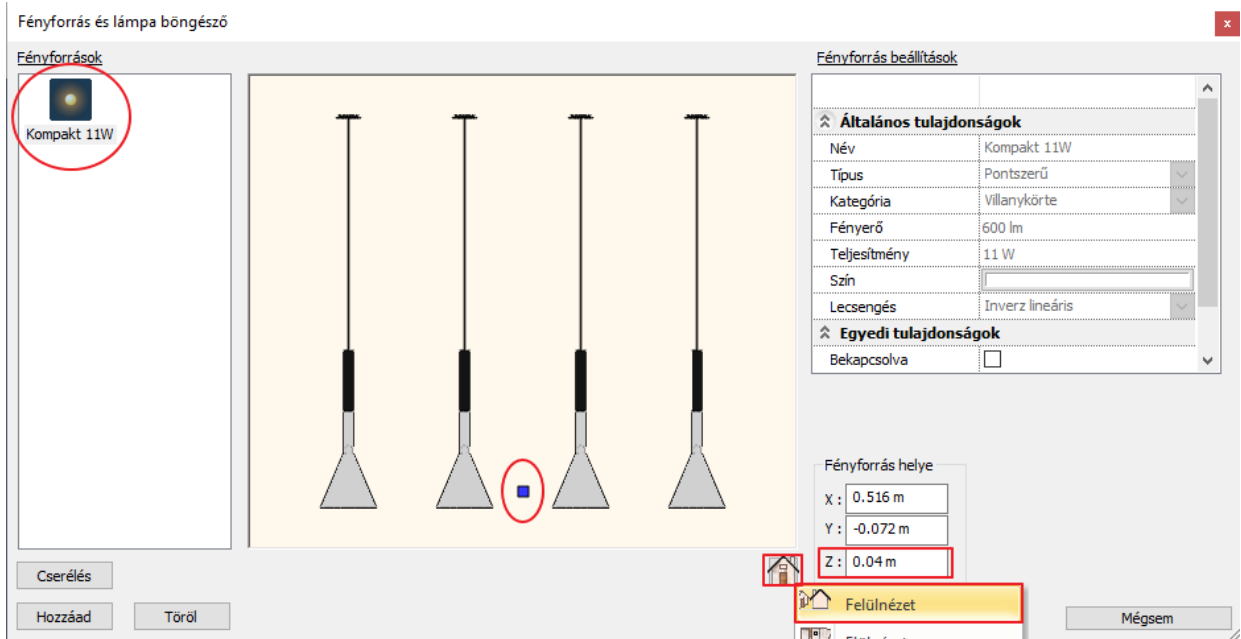 Fényforrás és lámpa böngésző
x
Fényforrások
Kompakt 11W
Fényforrás beállítások
Általános tulajdonságok
Név Kompakt 11W
Típus Pontszerű
Kategória Villanykörte
Fényerő 600 lm
Teljesítmény 11 W
Szín
Lecsengés Inverz lineáris
Egyedi tulajdonságok
Bekapcsolva
Fényforrás helye
X : 0.516 m
Y : -0.072 m
Z : 0.04 m
Cserélés
Hozzáad
Töröl
Felülnézet
Mégsem